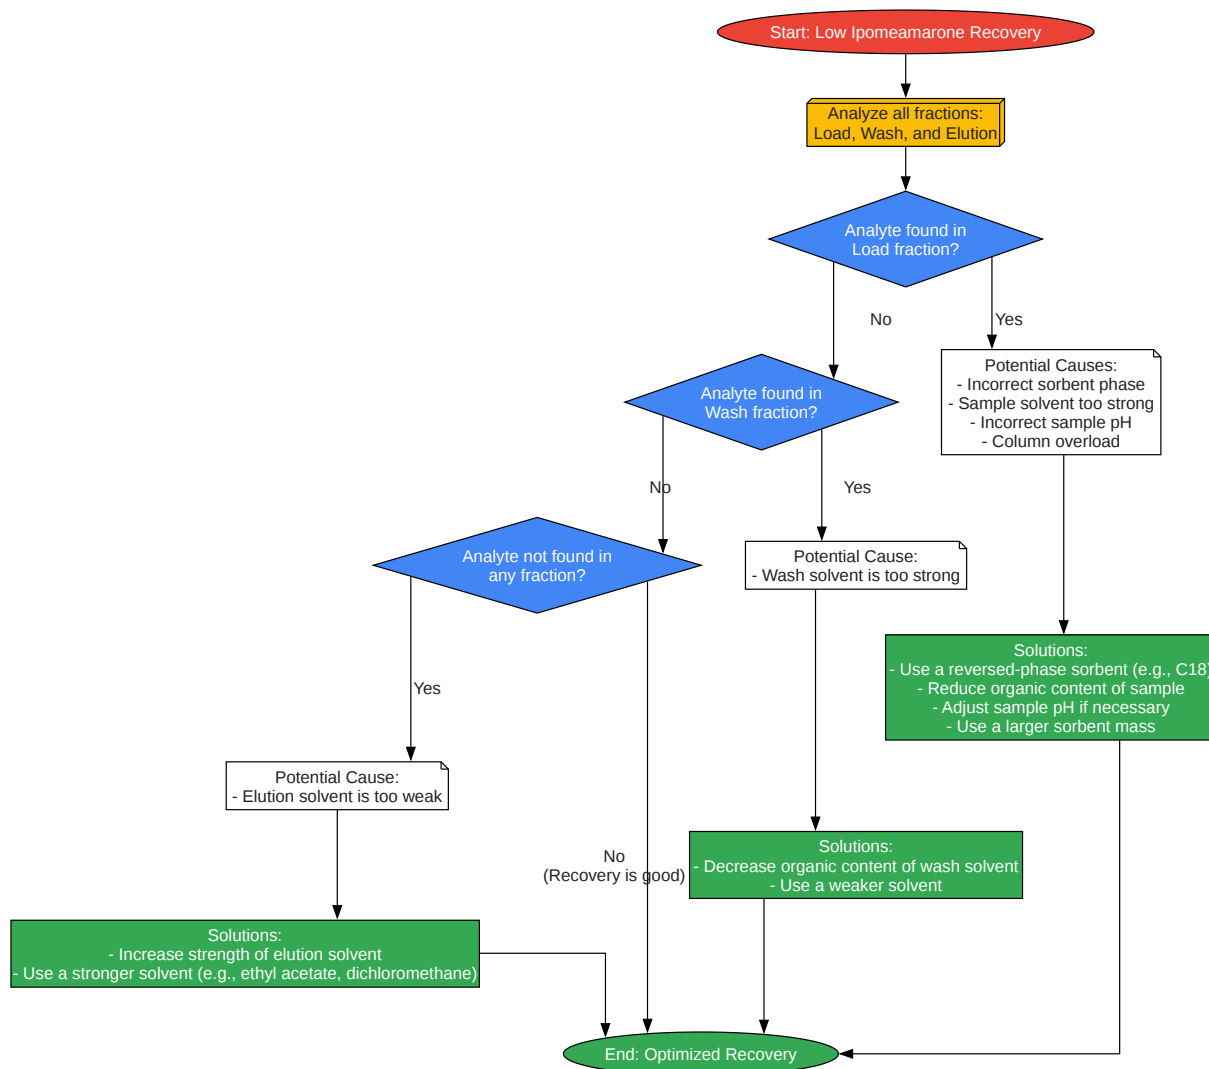 Start: Low Ipomeamarone Recovery
Analyze all fractions:
Load, Wash, and Elution
Analyte found in
Load fraction?
No
Yes
Potential Causes:
- Incorrect sorbent phase
- Sample solvent too strong
- Incorrect sample pH
- Column overload
Analyte found in
Wash fraction?
No
Yes
Analyte not found in
any fraction?
Potential Cause:
- Wash solvent is too strong
Solutions:
- Use a reversed-phase sorbent (e.g., C18)
- Reduce organic content of sample
- Adjust sample pH if necessary
- Use a larger sorbent mass
Yes
Potential Cause:
- Elution solvent is too weak
No
(Recovery is good)
Solutions:
- Decrease organic content of wash solvent
- Use a weaker solvent
Solutions:
- Increase strength of elution solvent
- Use a stronger solvent (e.g., ethyl acetate, dichloromethane)
End: Optimized Recovery